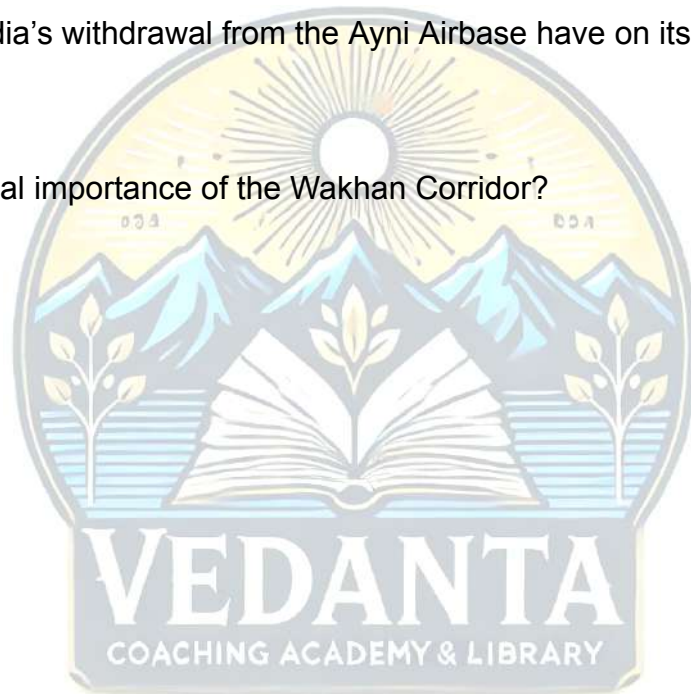 dia’s withdrawal from the Ayni Airbase have on its
al importance of the Wakhan Corridor?
VEDANTA
COACHING ACADEMY & LIBRARY